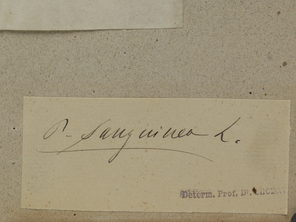 P. sanguinea L.
Determ. Prof. Dr.